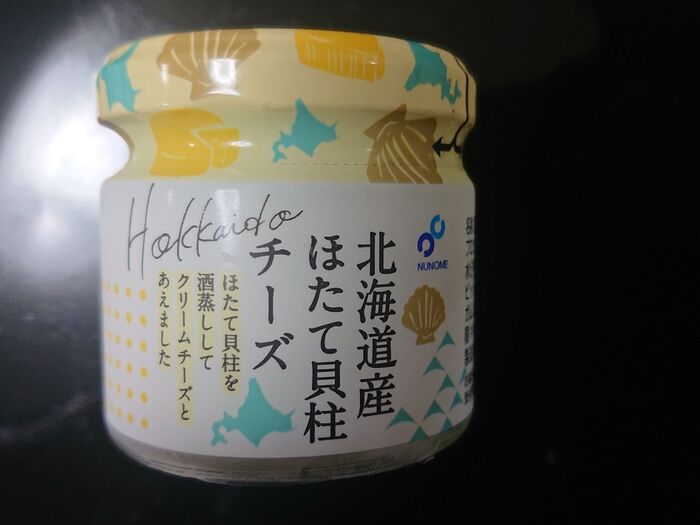 Hokkaido
北海道産
ほたて貝柱
チーズ
ほたて貝柱を
酒蒸しして
クリームチーズと
あえました
NUNOME